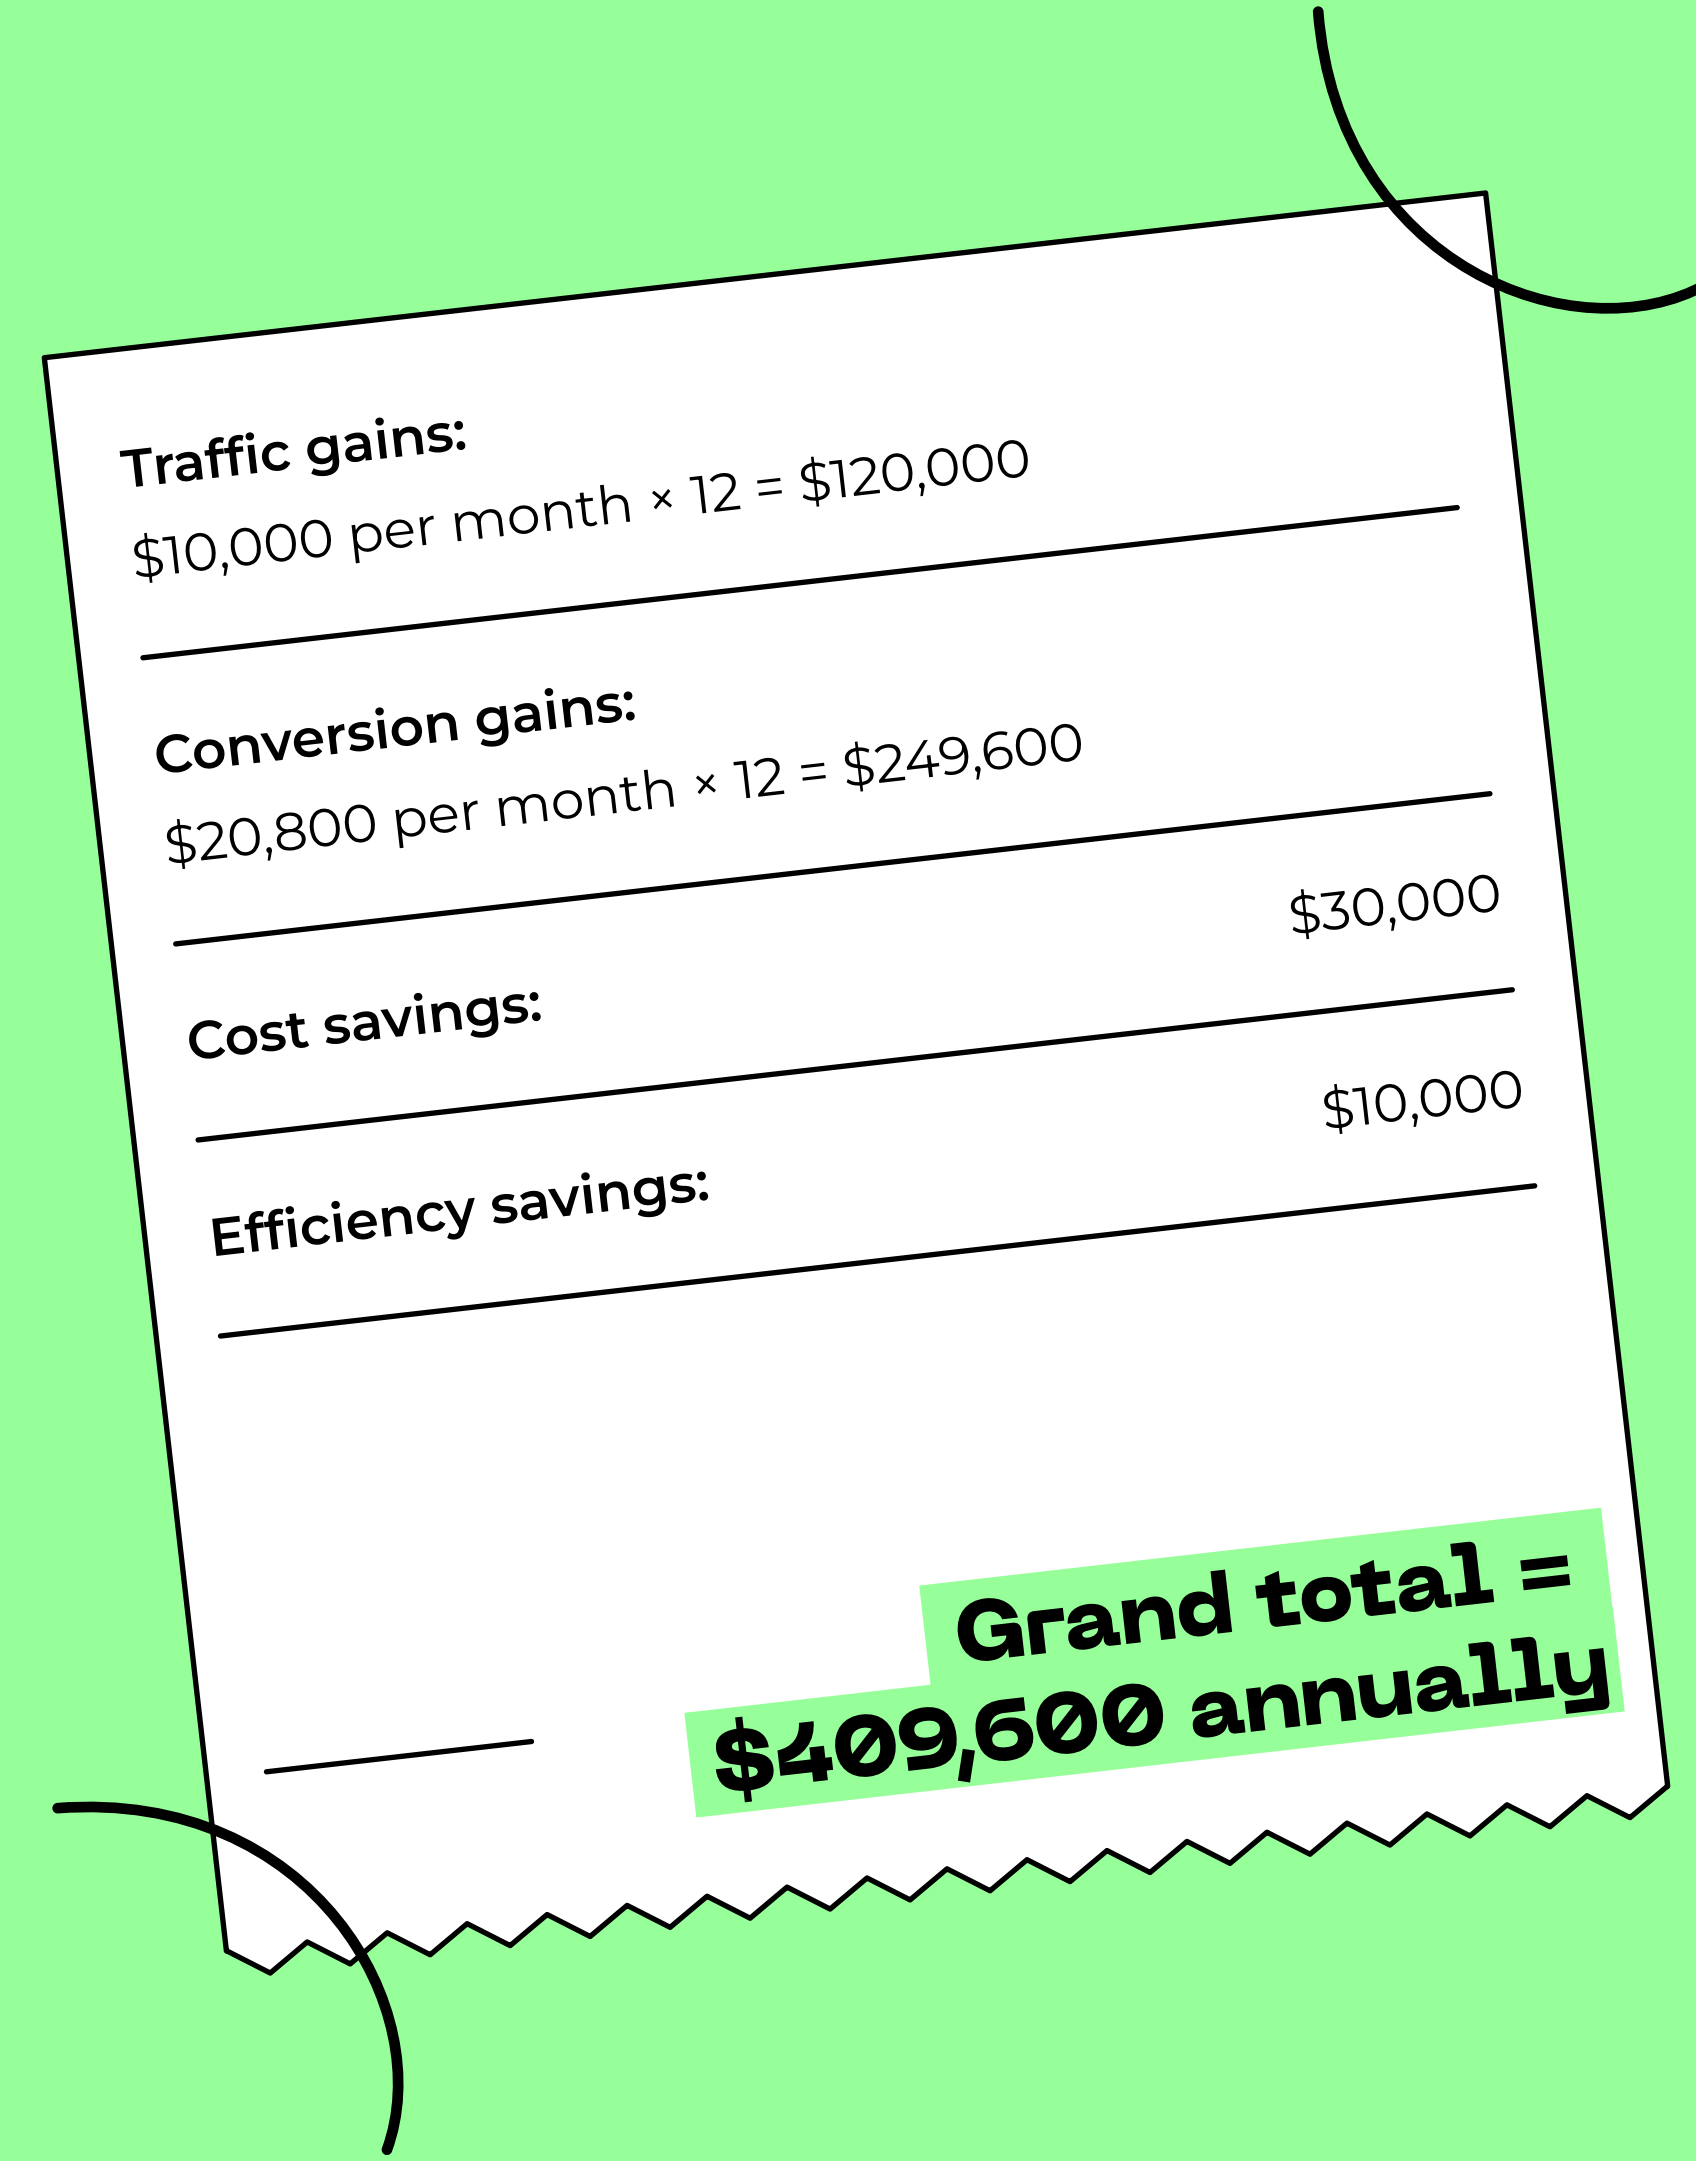 Traffic gains:
$10,000 per month × 12 = $120,000
Conversion gains:
$20,800 per month × 12 = $249,600
Cost savings:
$30,000
Efficiency savings:
$10,000
Grand total =
$409,600 annually